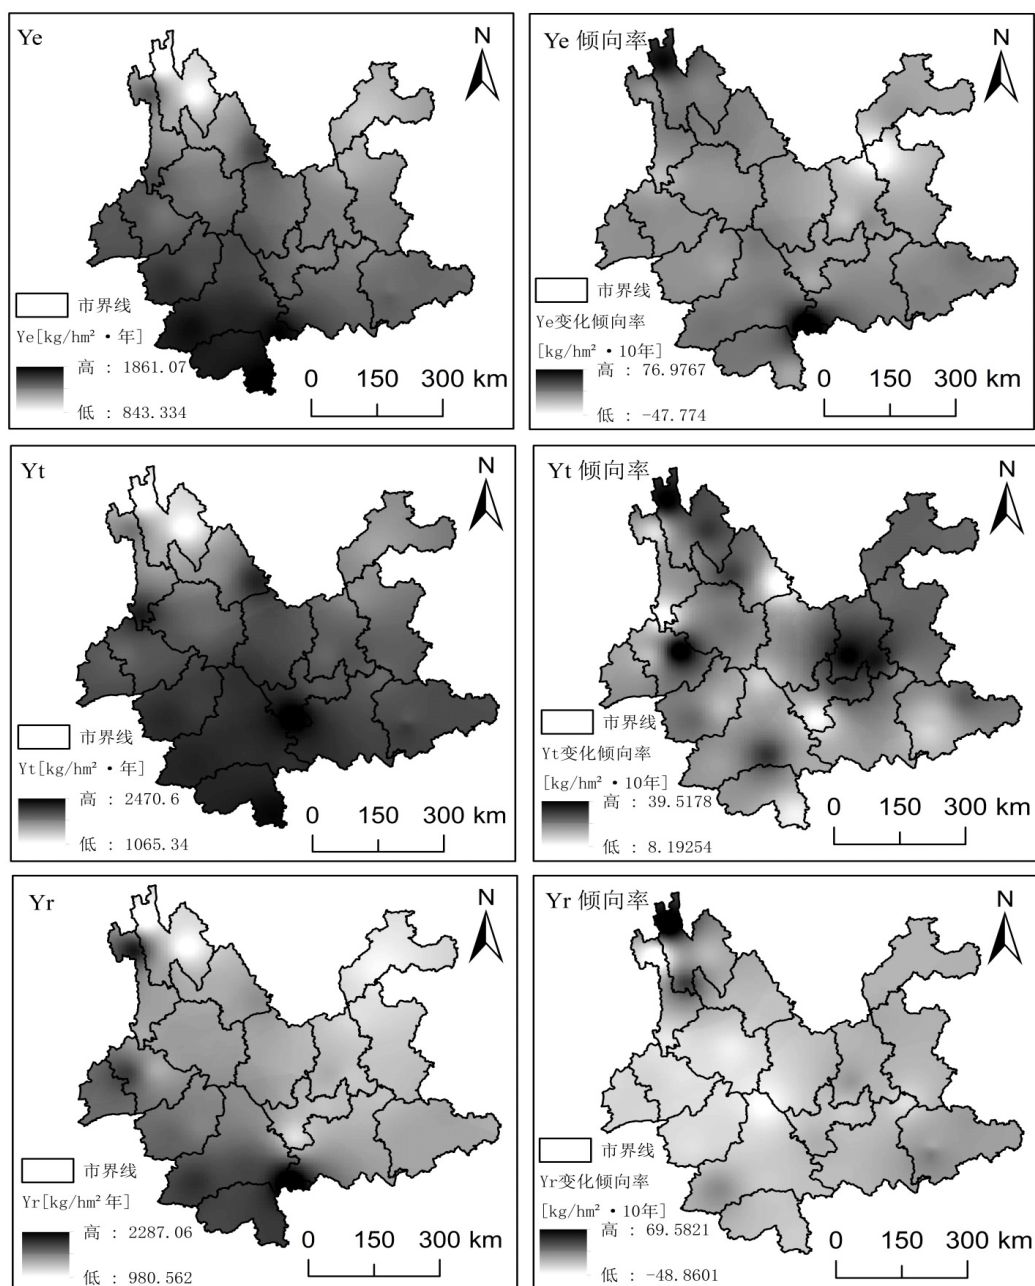 Ye
N
市界线
Ye[kg/hm²·年]
高 : 1861.07
低 : 843.334
0 150 300 km
Ye 倾向率
N
市界线
Ye变化倾向率
[kg/hm²·10年]
高 : 76.9767
低 : -47.774
0 150 300 km
Yt
N
市界线
Yt[kg/hm²·年]
高 : 2470.6
低 : 1065.34
0 150 300 km
Yt 倾向率
N
市界线
Yt变化倾向率
[kg/hm²·10年]
高 : 39.5178
低 : 8.19254
0 150 300 km
Yr
N
市界线
Yr[kg/hm² 年]
高 : 2287.06
低 : 980.562
0 150 300 km
Yr 倾向率
N
市界线
Yr变化倾向率
[kg/hm²·10年]
高 : 69.5821
低 : -48.8601
0 150 300 km